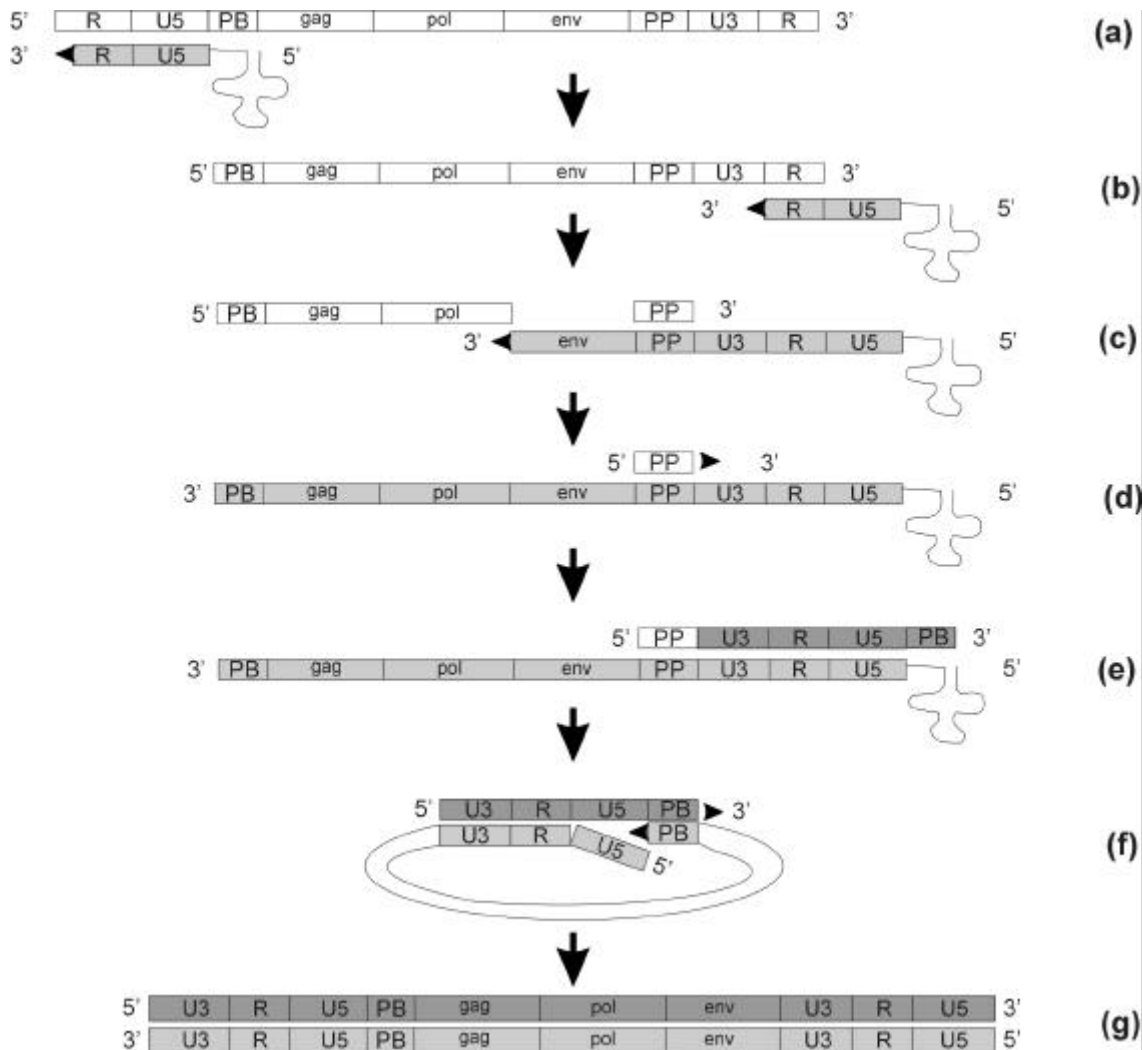 5' R U5 PB gag pol env PP U3 R 3' (a)
3' R U5 5'
5' PB gag pol env PP U3 R 3' (b)
3' R U5 5'
5' PB gag pol PP 3'
3' env PP U3 R U5 5' (c)
5' PP 3'
3' PB gag pol env PP U3 R U5 5' (d)
5' PP U3 R U5 PB 3'
3' PB gag pol env PP U3 R U5 5' (e)
5' U3 R U5 PB 3'
U3 R U5 PB (f)
5'
5' U3 R U5 PB gag pol env U3 R U5 3' (g)
3' U3 R U5 PB gag pol env U3 R U5 5'